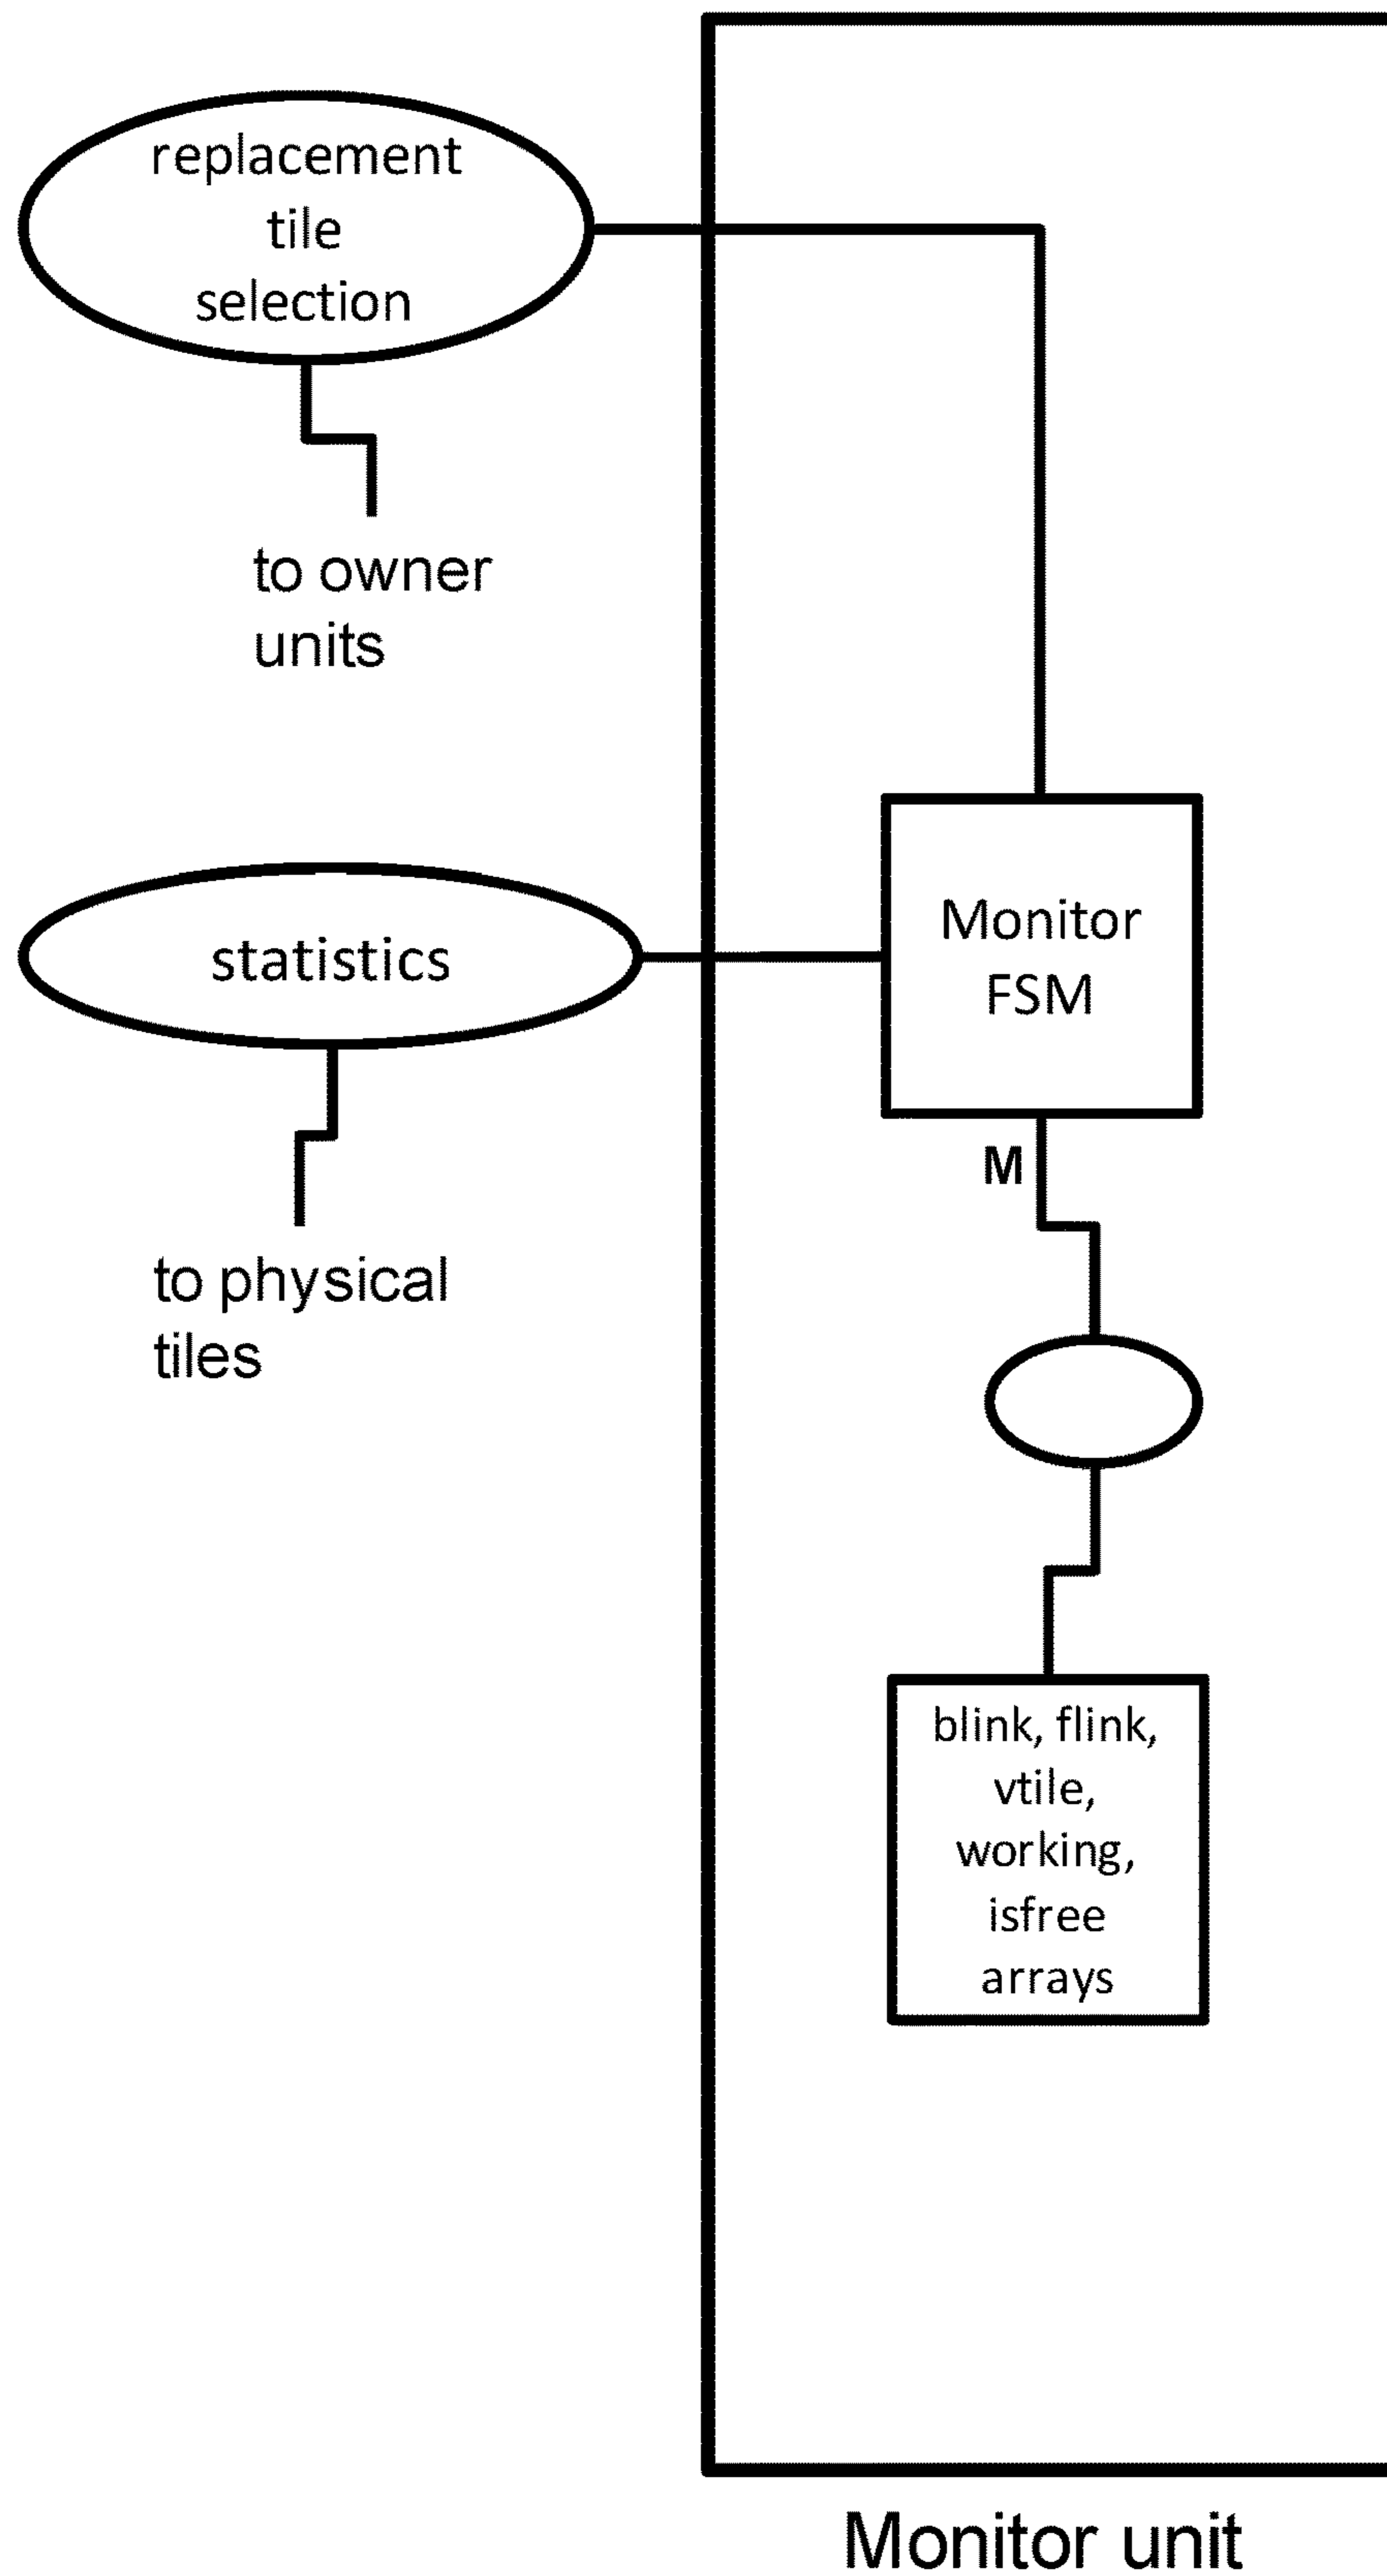 replacement
tile
selection
to owner
units
statistics
to physical
tiles
Monitor
FSM
M
blink, flink,
vtile,
working,
isfree
arrays
Monitor unit